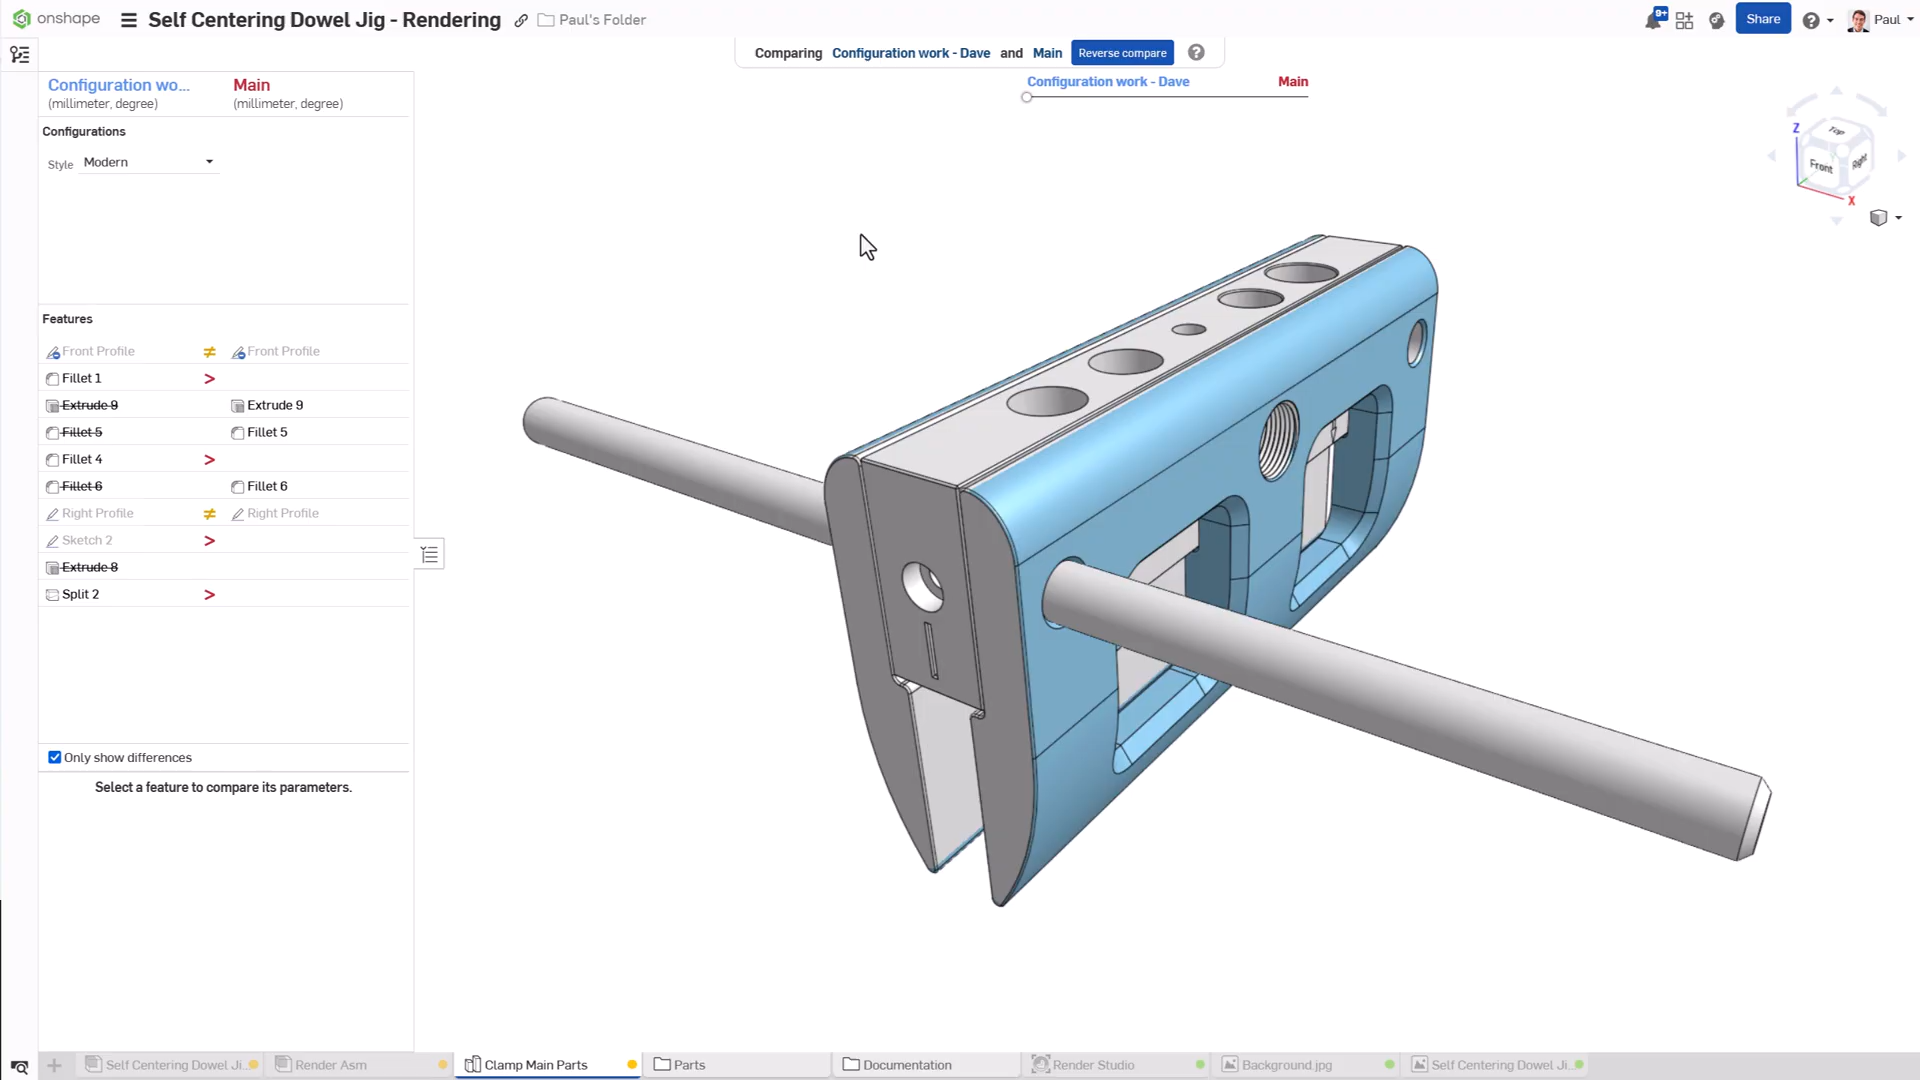 onshape
Self Centering Dowel Jig - Rendering
Paul's Folder
9+
Share
Paul
Comparing Configuration work - Dave and Main Reverse compare
Configuration work - Dave Main
Configuration wo... Main
(millimeter, degree) (millimeter, degree)
Configurations
Style Modern
Features
Front Profile ≠ Front Profile
Fillet 1 >
Extrude 9 Extrude 9
Fillet 5 Fillet 5
Fillet 4 >
Fillet 6 Fillet 6
Right Profile ≠ Right Profile
Sketch 2 >
Extrude 8
Split 2 >
Only show differences
Select a feature to compare its parameters.
Z
Top
Front
Right
X
Self Centering Dowel Ji... Render Asm Clamp Main Parts Parts Documentation Render Studio Background.jpg Self Centering Dowel Ji...